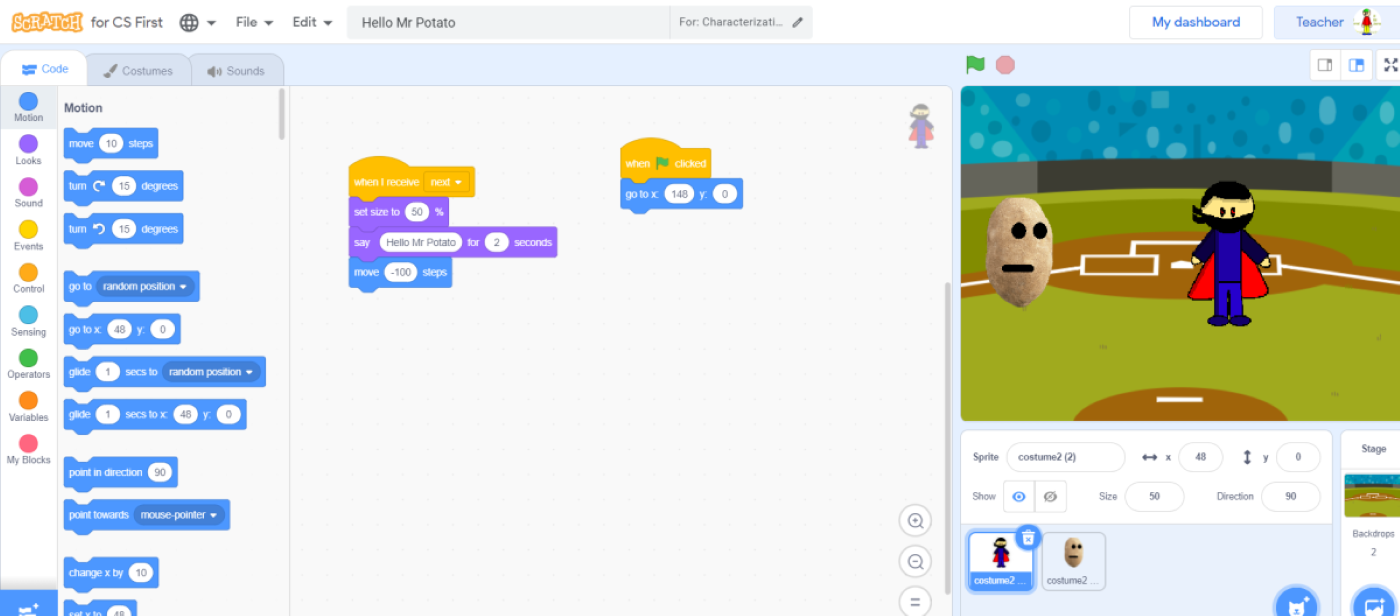 SCRATCH for CS First
File
Edit
Hello Mr Potato
For: Characterizati...
My dashboard
Teacher
Code
Costumes
Sounds
Motion
Looks
Sound
Events
Control
Sensing
Operators
Variables
My Blocks
Motion
move 10 steps
turn 15 degrees
turn 15 degrees
go to random position
go to x: 48 y: 0
glide 1 secs to random position
glide 1 secs to x: 48 y: 0
point in direction 90
point towards mouse-pointer
change x by 10
set x to 48
when I receive next
set size to 50 %
say Hello Mr Potato for 2 seconds
move -100 steps
when clicked
go to x: 148 y: 0
Sprite costume2 (2) x 48 y 0
Show Size 50 Direction 90
costume2 ...
costume2 ...
Stage
Backdrops
2